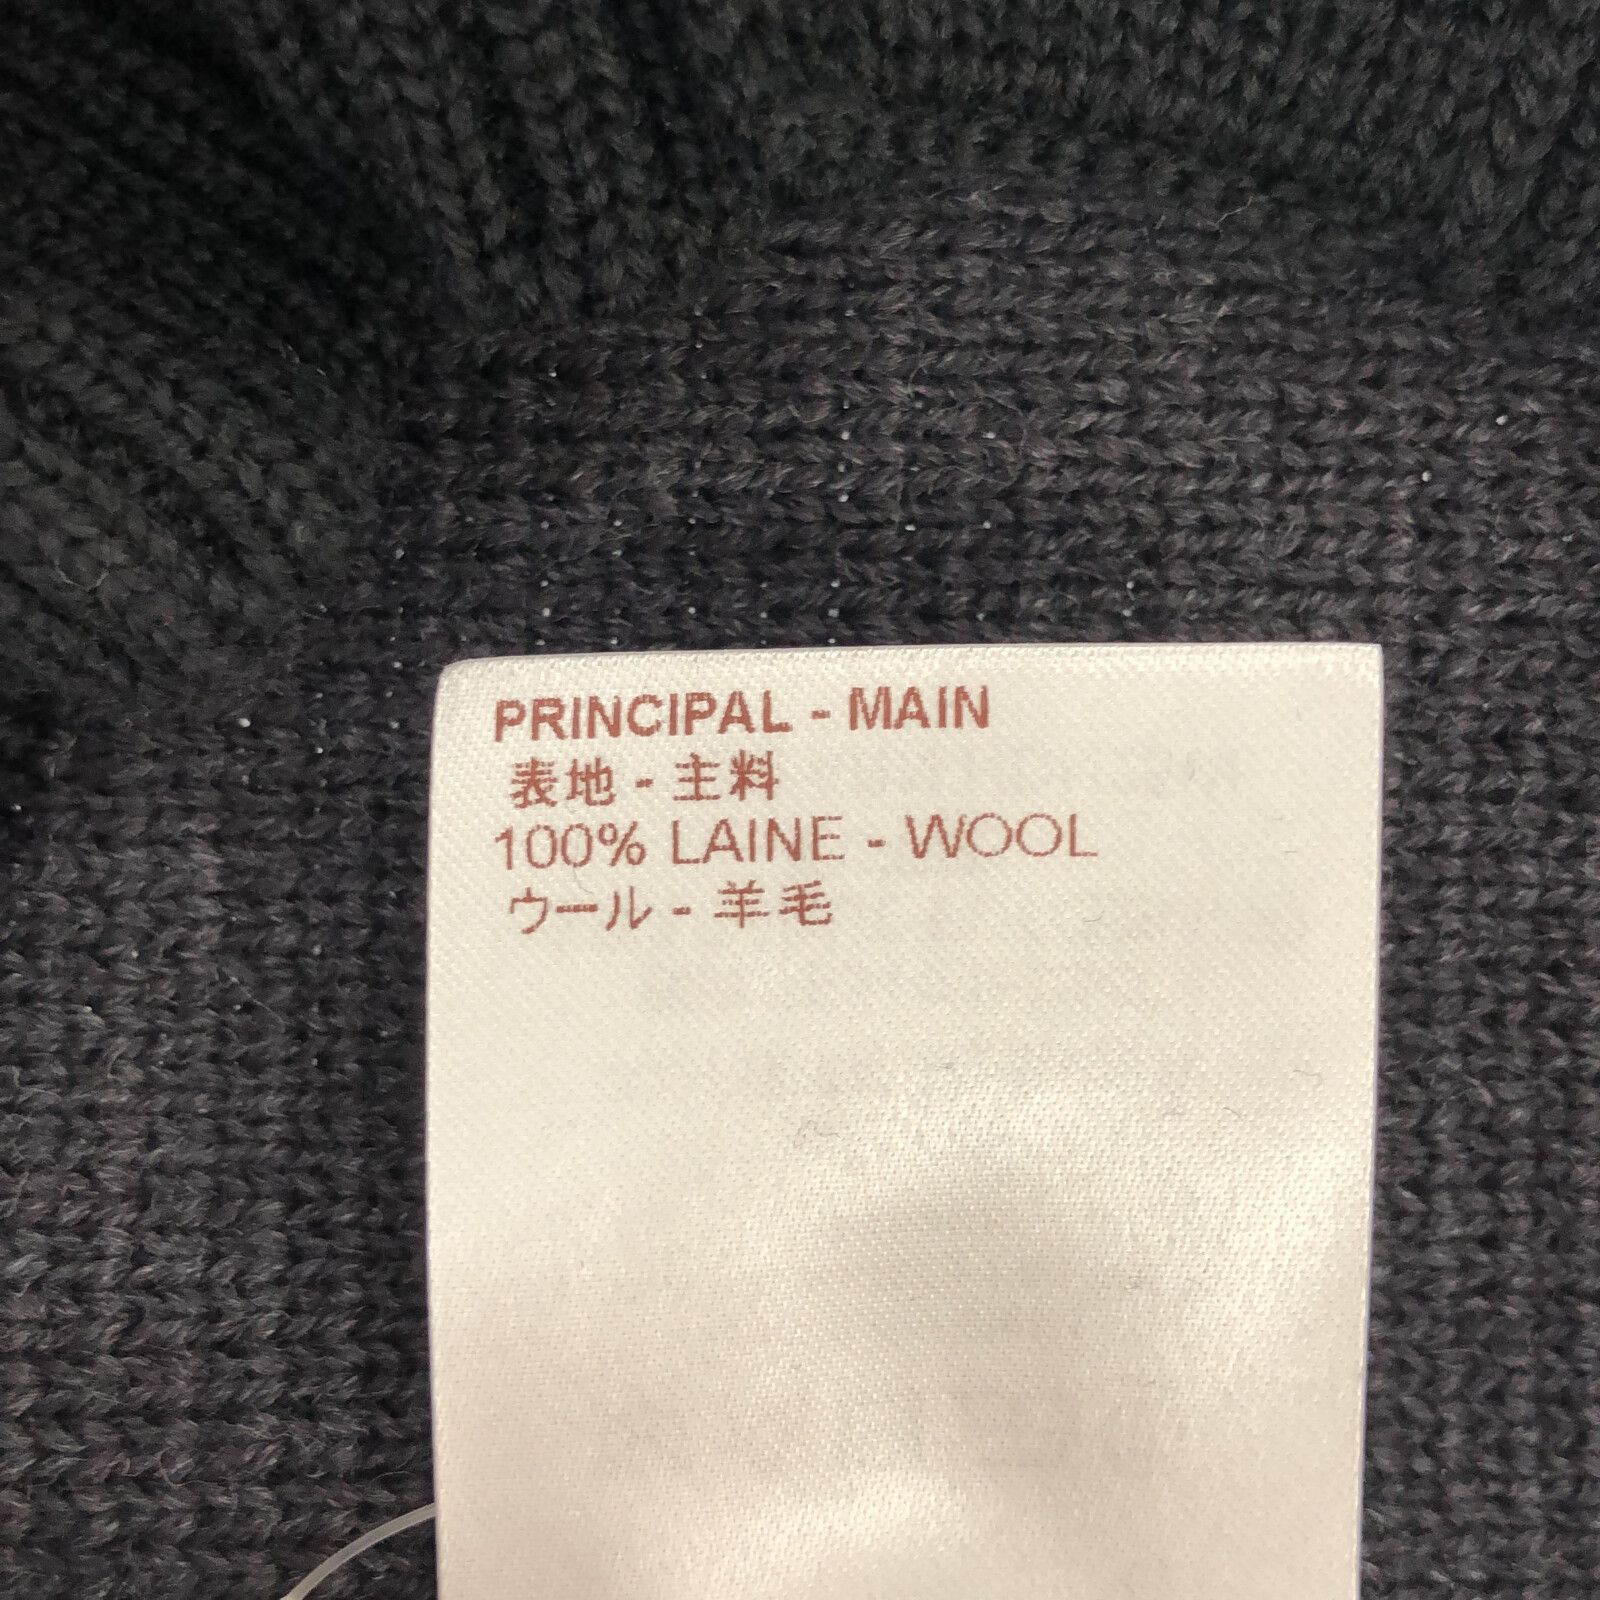 PRINCIPAL - MAIN
表地 - 主料
100% LAINE - WOOL
ウール - 羊毛